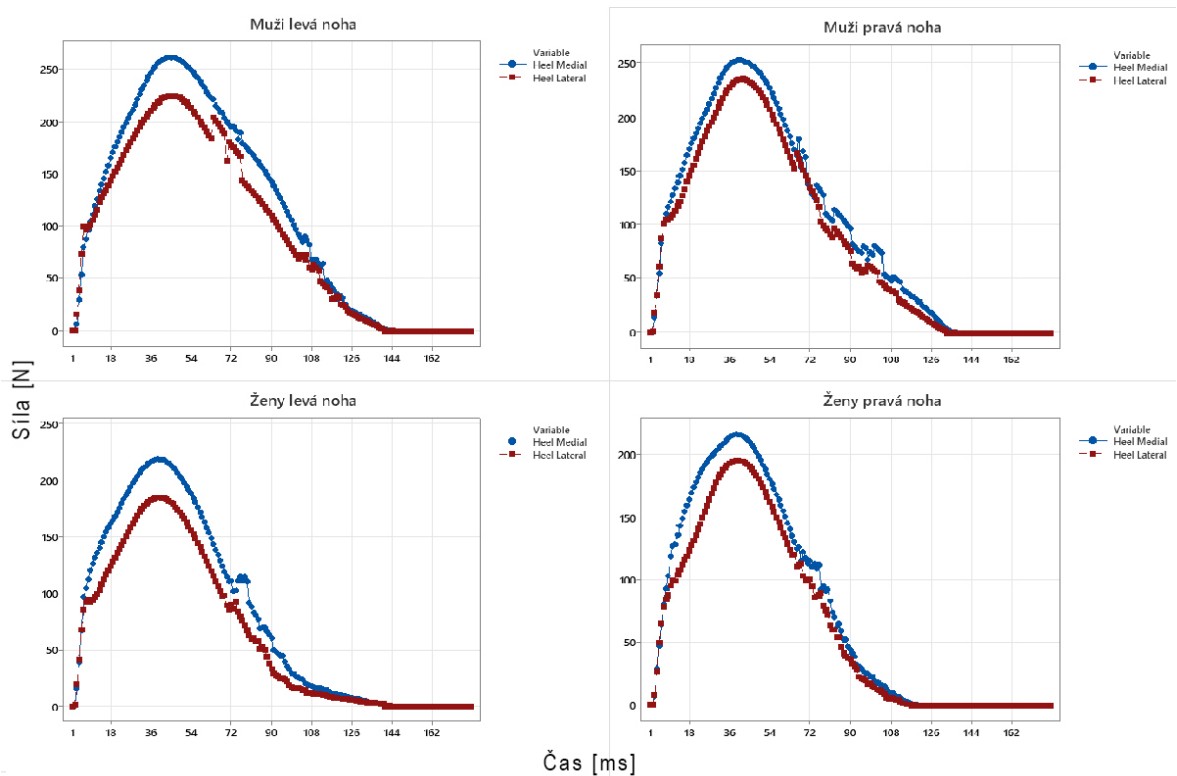 Muži levá noha
Variable
Heel Medial
Heel Lateral
250
200
150
100
50
0
1 18 36 54 72 90 108 126 144 162
Muži pravá noha
Variable
Heel Medial
Heel Lateral
250
200
150
100
50
0
1 18 36 54 72 90 108 126 144 162
Síla [N]
Ženy levá noha
Variable
Heel Medial
Heel Lateral
250
200
150
100
50
0
1 18 36 54 72 90 108 126 144 162
Ženy pravá noha
Variable
Heel Medial
Heel Lateral
200
150
100
50
0
1 18 36 54 72 90 108 126 144 162
Čas [ms]